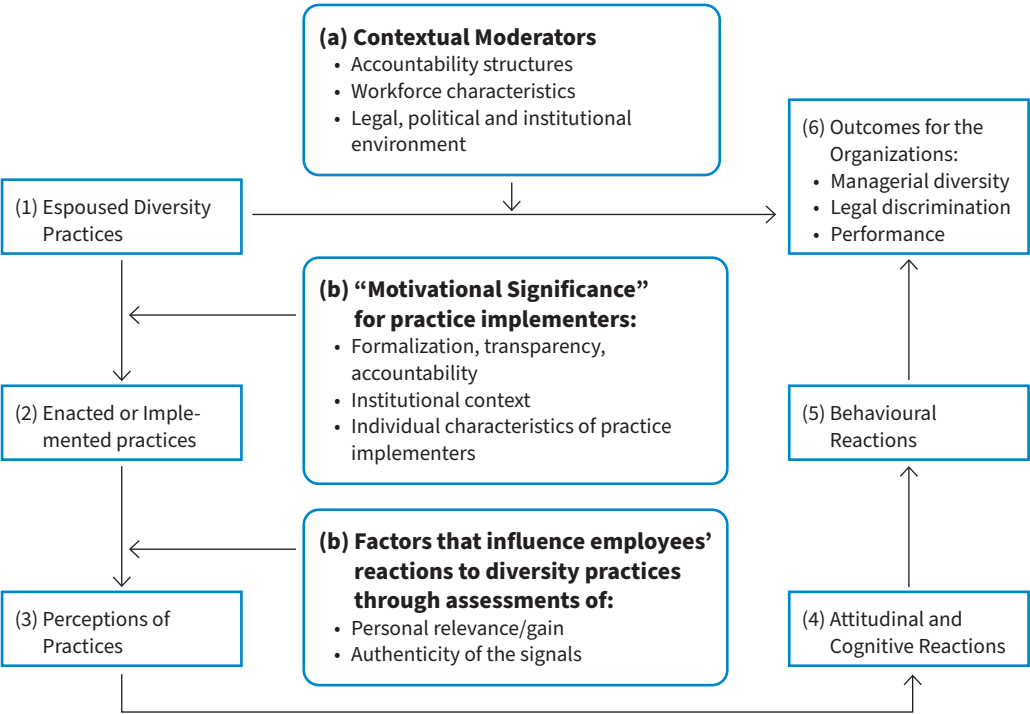 (a) Contextual Moderators
• Accountability structures
• Workforce characteristics
• Legal, political and institutional
environment
(6) Outcomes for the
Organizations:
• Managerial diversity
• Legal discrimination
• Performance
(1) Espoused Diversity
Practices
(b) “Motivational Significance”
for practice implementers:
• Formalization, transparency,
accountability
• Institutional context
• Individual characteristics of practice
implementers
(2) Enacted or Imple-
mented practices
(5) Behavioural
Reactions
(b) Factors that influence employees’
reactions to diversity practices
through assessments of:
• Personal relevance/gain
• Authenticity of the signals
(3) Perceptions of
Practices
(4) Attitudinal and
Cognitive Reactions